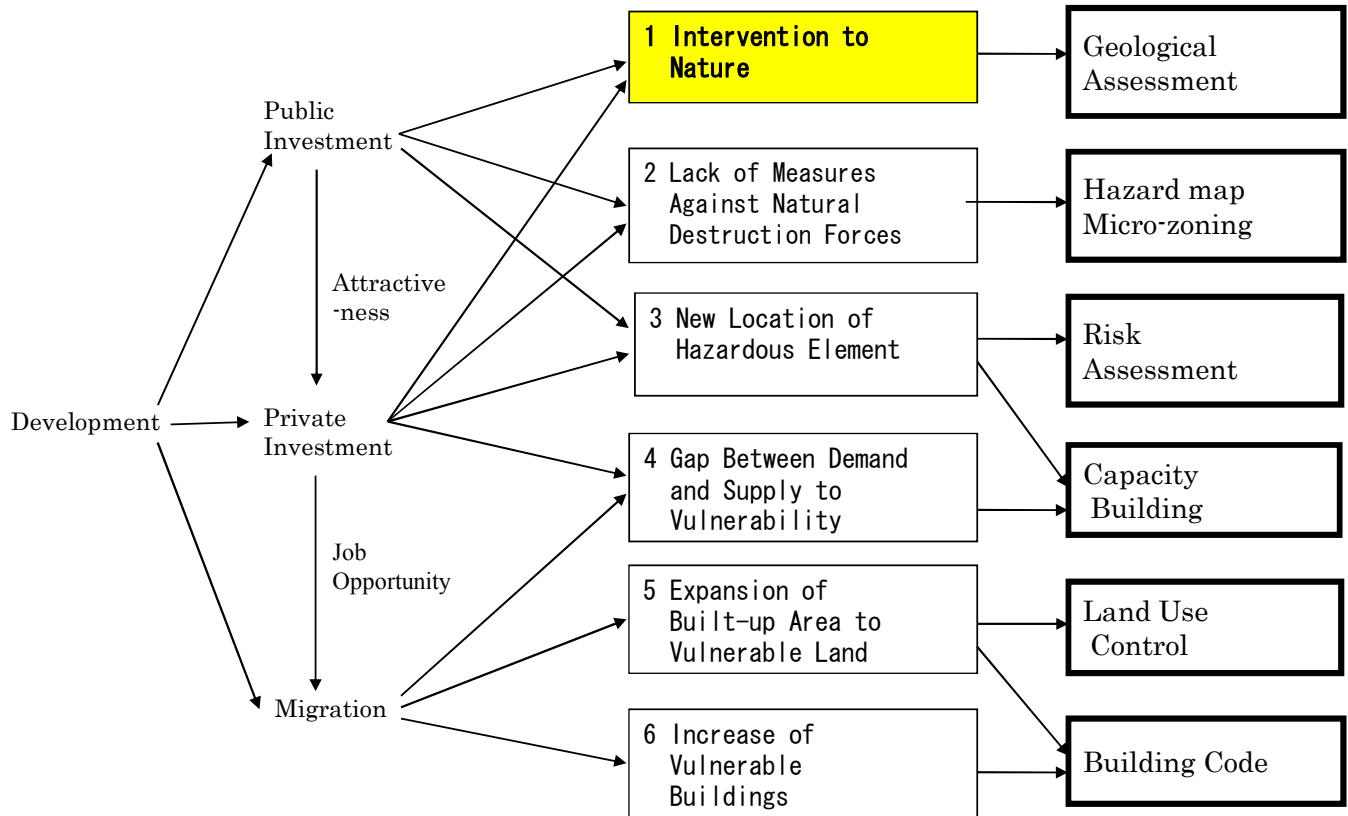 Development
Public
Investment
Attractive
-ness
Private
Investment
Job
Opportunity
Migration
1 Intervention to
Nature
2 Lack of Measures
Against Natural
Destruction Forces
3 New Location of
Hazardous Element
4 Gap Between Demand
and Supply to
Vulnerability
5 Expansion of
Built-up Area to
Vulnerable Land
6 Increase of
Vulnerable
Buildings
Geological
Assessment
Hazard map
Micro-zoning
Risk
Assessment
Capacity
Building
Land Use
Control
Building Code